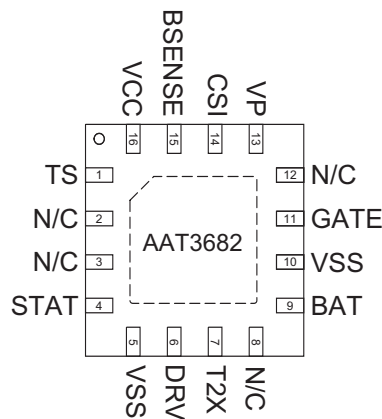 VCC
BSENSE
CSI
VP
16
15
14
13
TS 1
12 N/C
N/C 2
11 GATE
AAT3682
N/C 3
10 VSS
STAT 4
9 BAT
5
6
7
8
VSS
DRV
T2X
N/C